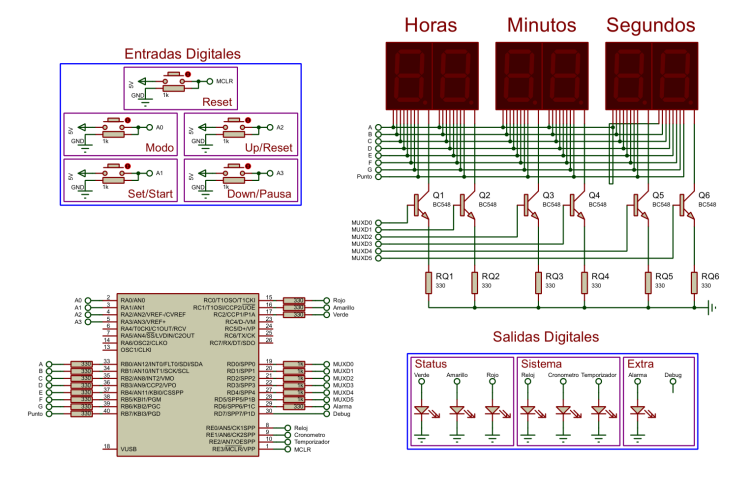 Horas Minutos Segundos
Entradas Digitales
5V
MCLR
GND
1k
Reset
5V
A0
GND
1k
Modo
5V
A2
GND
1k
Up/Reset
5V
A1
GND
1k
Set/Start
5V
A3
GND
1k
Down/Pausa
A
B
C
D
E
F
G
Punto
Q1
BC548
Q2
BC548
Q3
BC548
Q4
BC548
Q5
BC548
Q6
BC548
MUXD0
MUXD1
MUXD2
MUXD3
MUXD4
MUXD5
RQ1
330
RQ2
330
RQ3
330
RQ4
330
RQ5
330
RQ6
330
A0 2 RA0/AN0 RC0/T1OSO/T1CKI 15 330 Rojo
A1 3 RA1/AN1 RC1/T1OSI/CCP2/UOE 16 330 Amarillo
A2 4 RA2/AN2/VREF-/CVREF RC2/CCP1/P1A 17 330 Verde
A3 5 RA3/AN3/VREF+ RC4/D-/VM 23
6 RA4/T0CKI/C1OUT/RCV RC5/D+/VP 24
7 RA5/AN4/SS/LVDIN/C2OUT RC6/TX/CK 25
14 RA6/OSC2/CLKO RC7/RX/DT/SDO 26
13 OSC1/CLKI
A 330 33 RB0/AN12/INT0/FLT0/SDI/SDA RD0/SPP0 19 1k MUXD0
B 330 34 RB1/AN10/INT1/SCK/SCL RD1/SPP1 20 1k MUXD1
C 330 35 RB2/AN8/INT2/VMO RD2/SPP2 21 1k MUXD2
D 330 36 RB3/AN9/CCP2/VPO RD3/SPP3 22 1k MUXD3
E 330 37 RB4/AN11/KBI0/CSSPP RD4/SPP4 27 1k MUXD4
F 330 38 RB5/KBI1/PGM RD5/SPP5/P1B 28 1k MUXD5
G 330 39 RB6/KBI2/PGC RD6/SPP6/P1C 29 330 Alarma
Punto 330 40 RB7/KBI3/PGD RD7/SPP7/P1D 30 Debug
RE0/AN5/CK1SPP 8 Reloj
RE1/AN6/CK2SPP 9 Cronometro
RE2/AN7/OESPP 10 Temporizador
18 VUSB RE3/MCLR/VPP 1 MCLR
Salidas Digitales
Status Sistema Extra
Verde Amarillo Rojo Reloj Cronometro Temporizador Alarma Debug